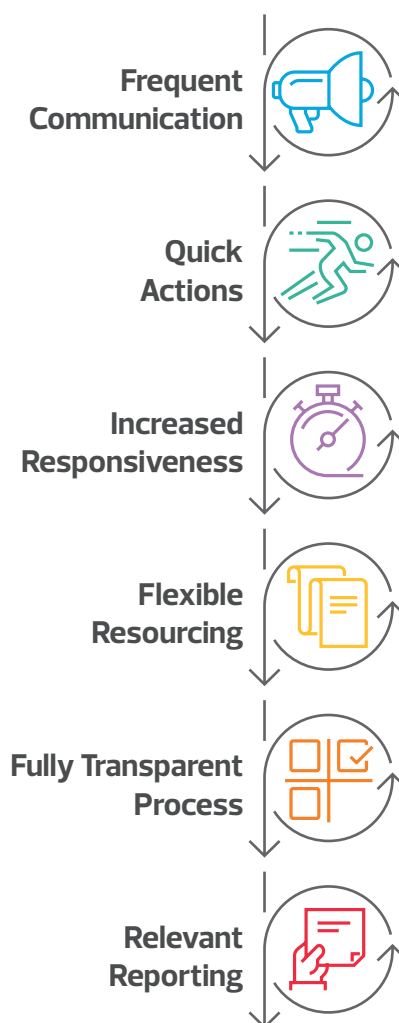 Frequent
Communication
Quick
Actions
Increased
Responsiveness
Flexible
Resourcing
Fully Transparent
Process
Relevant
Reporting